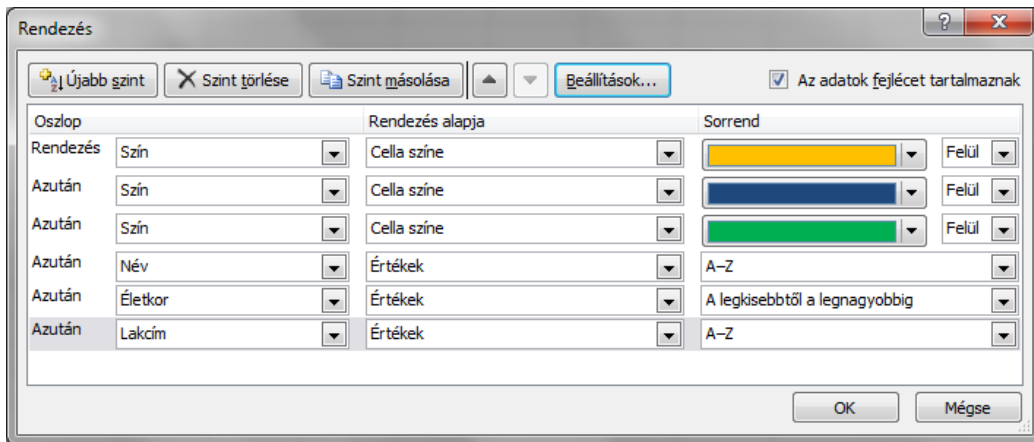 Rendezés
Újabb szint Szint törlése Szint másolása Beállítások... Az adatok fejlécet tartalmaznak
Oszlop Rendezés alapja Sorrend
Rendezés Szín Cella színe Felül
Azután Szín Cella színe Felül
Azután Szín Cella színe Felül
Azután Név Értékek A–Z
Azután Életkor Értékek A legkisebbtől a legnagyobbig
Azután Lakcím Értékek A–Z
OK Mégse